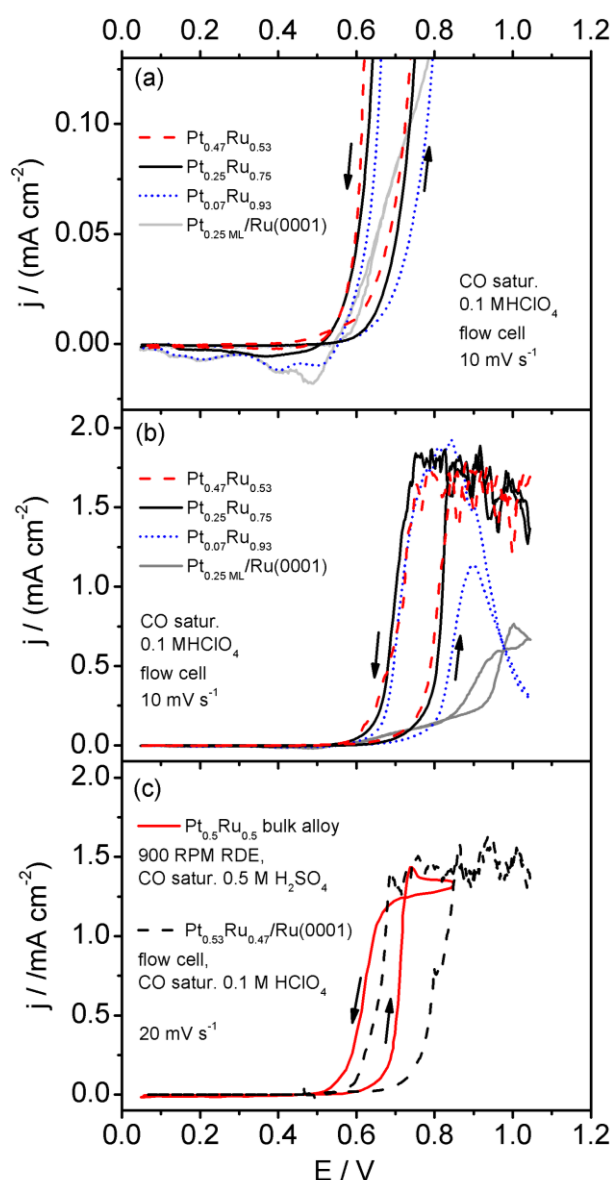 0.0 0.2 0.4 0.6 0.8 1.0 1.2
(a)
0.10
0.05
0.00
j / (mA cm⁻²)
Pt₀.₄₇Ru₀.₅₃
Pt₀.₂₅Ru₀.₇₅
Pt₀.₀₇Ru₀.₉₃
Pt₀.₂₅ ML/Ru(0001)
CO satur.
0.1 MHClO₄
flow cell
10 mV s⁻¹
(b)
2.0
1.5
1.0
0.5
0.0
j / (mA cm⁻²)
Pt₀.₄₇Ru₀.₅₃
Pt₀.₂₅Ru₀.₇₅
Pt₀.₀₇Ru₀.₉₃
Pt₀.₂₅ ML/Ru(0001)
CO satur.
0.1 MHClO₄
flow cell
10 mV s⁻¹
(c)
2.0
1.5
1.0
0.5
0.0
j / /mA cm⁻²)
Pt₀.₅Ru₀.₅ bulk alloy
900 RPM RDE,
CO satur. 0.5 M H₂SO₄
Pt₀.₅₃Ru₀.₄₇/Ru(0001)
flow cell,
CO satur. 0.1 M HClO₄
20 mV s⁻¹
0.0 0.2 0.4 0.6 0.8 1.0 1.2
E / V